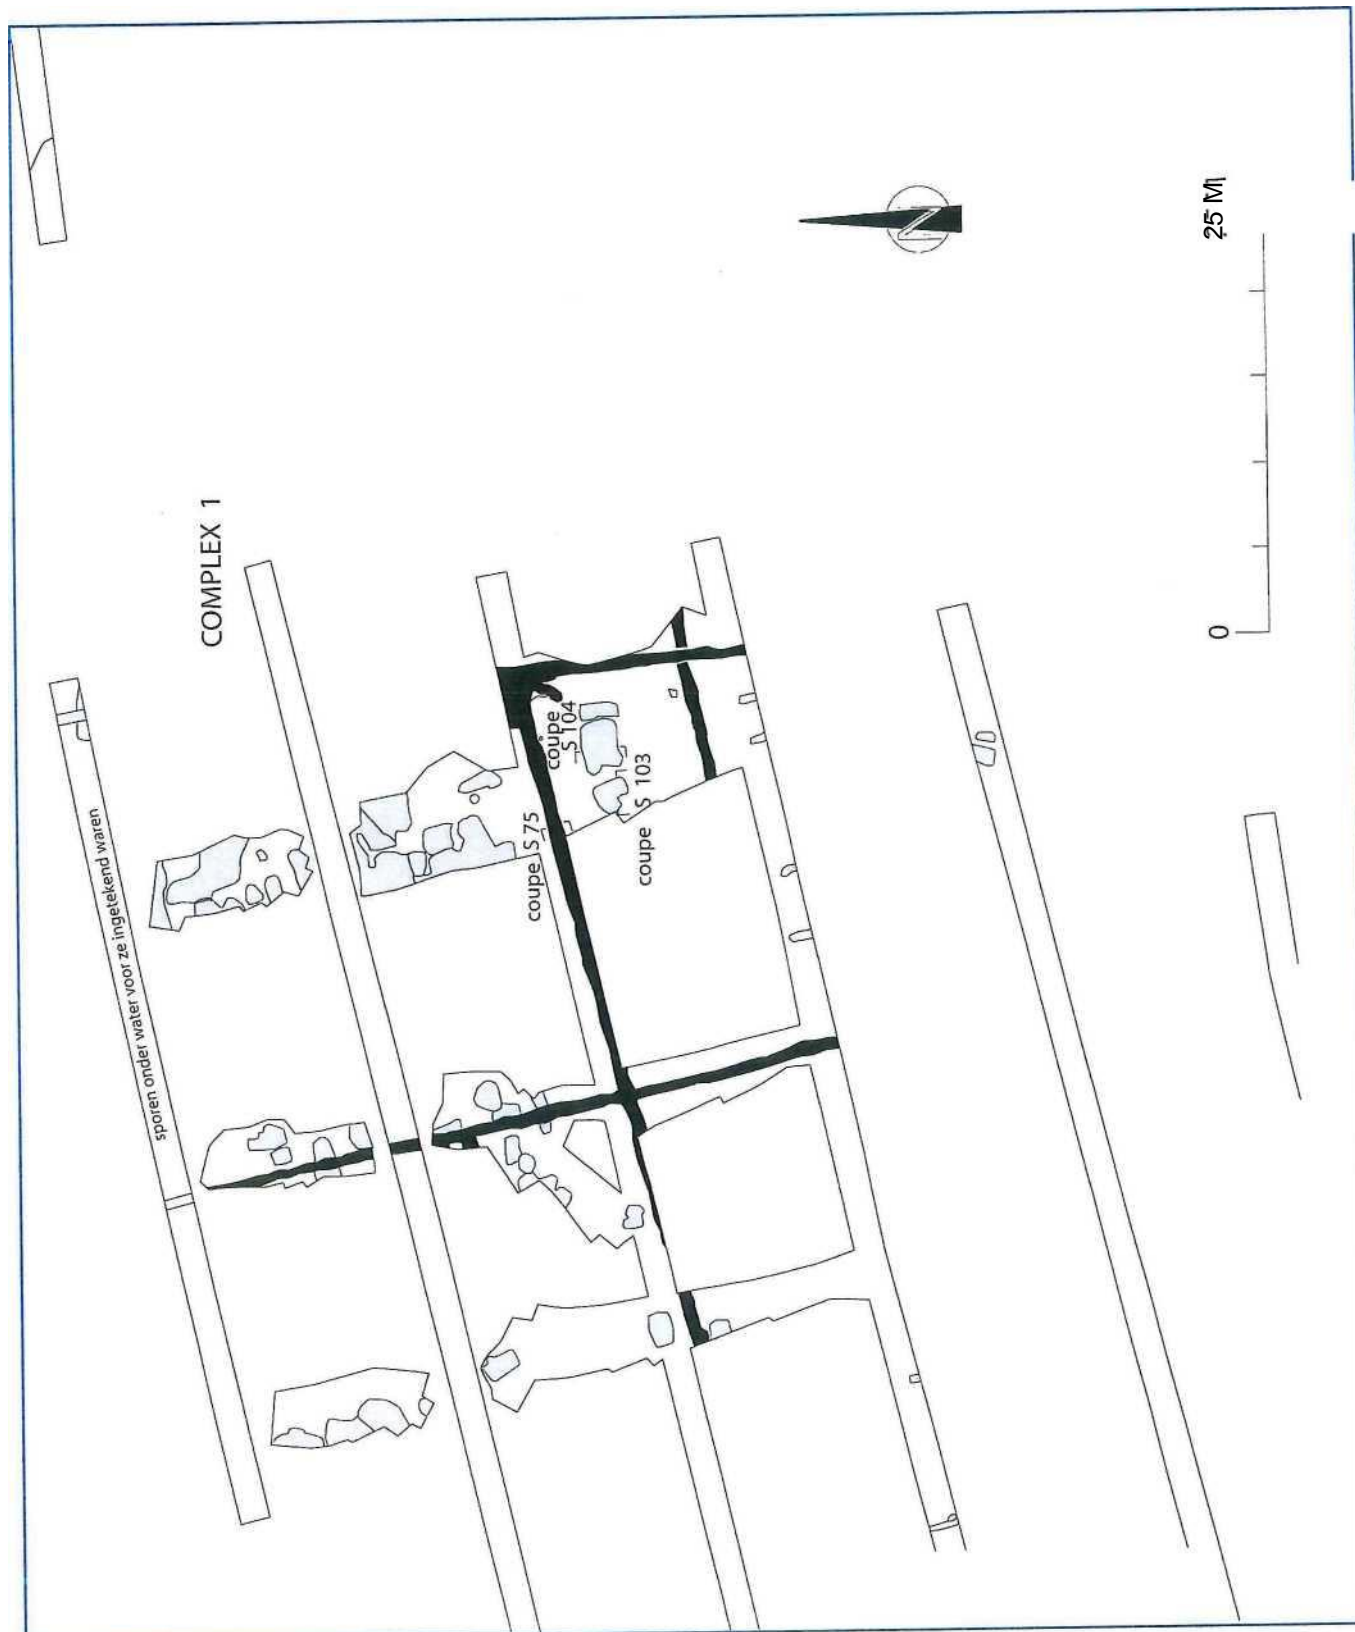 COMPLEX 1
sporen onder water voor ze ingetekend waren
coupe S 75
coupe
S 104
coupe S 103
N
0
25 M